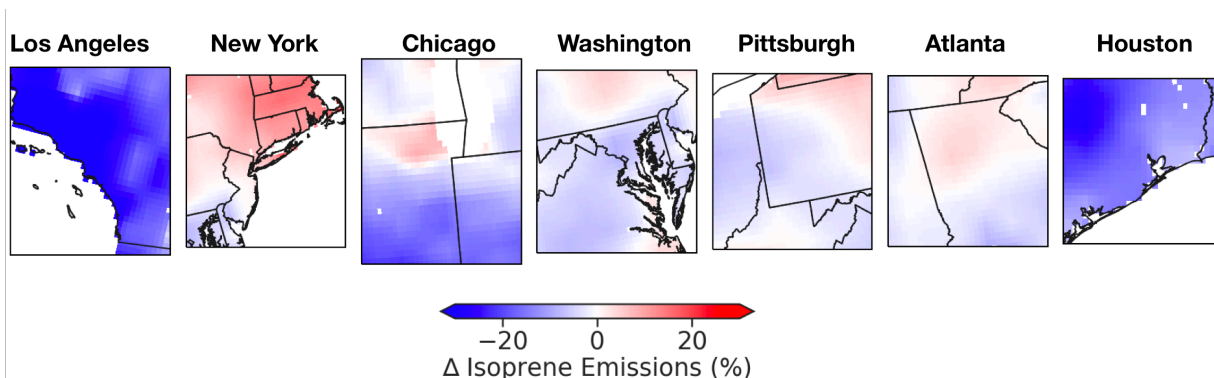 Los Angeles New York Chicago Washington Pittsburgh Atlanta Houston
−20 0 20
Δ Isoprene Emissions (%)